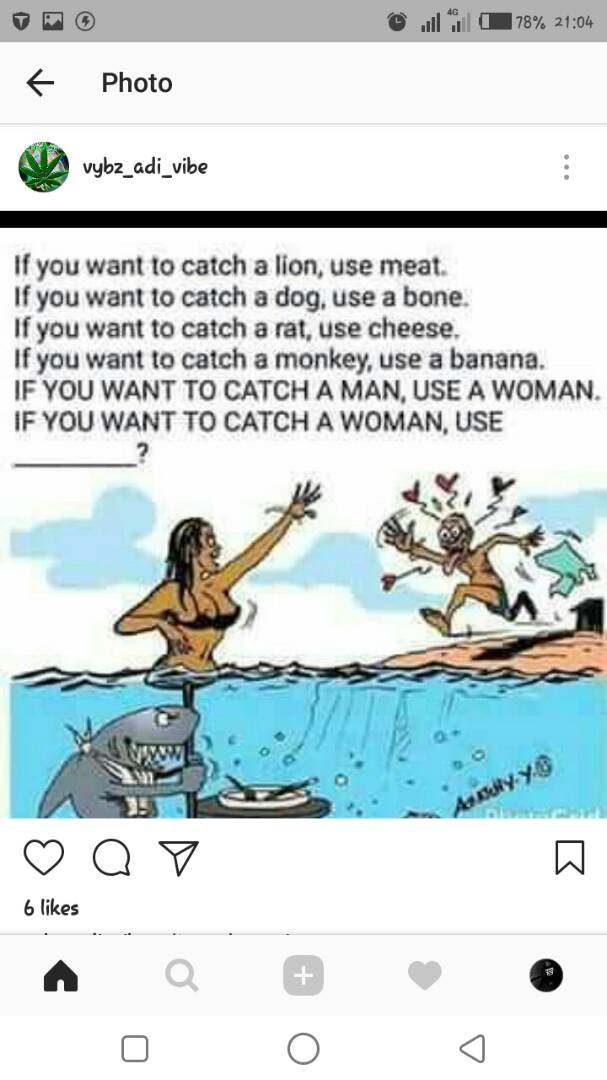 4G 78% 21:04
Photo
vybz_adi_vibe
If you want to catch a lion, use meat.
If you want to catch a dog, use a bone.
If you want to catch a rat, use cheese.
If you want to catch a monkey, use a banana.
IF YOU WANT TO CATCH A MAN, USE A WOMAN.
IF YOU WANT TO CATCH A WOMAN, USE
__________?
6 likes